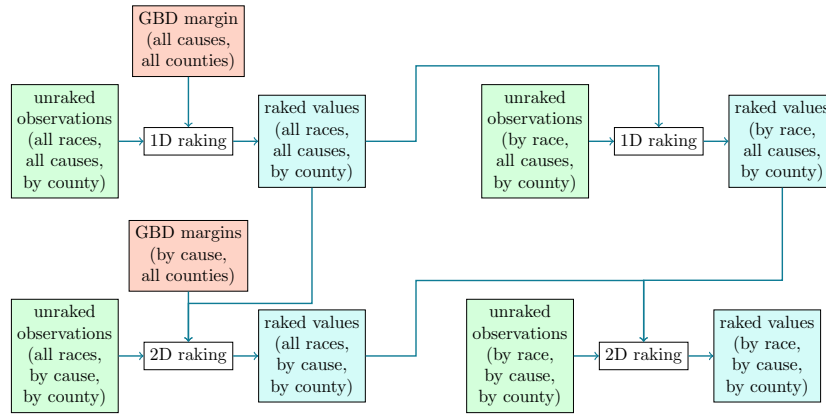 GBD margin
(all causes,
all counties)
unraked
observations
(all races,
all causes,
by county)
1D raking
raked values
(all races,
all causes,
by county)
unraked
observations
(by race,
all causes,
by county)
1D raking
raked values
(by race,
all causes,
by county)
GBD margins
(by cause,
all counties)
unraked
observations
(all races,
by cause,
by county)
2D raking
raked values
(all races,
by cause,
by county)
unraked
observations
(by race,
by cause,
by county)
2D raking
raked values
(by race,
by cause,
by county)